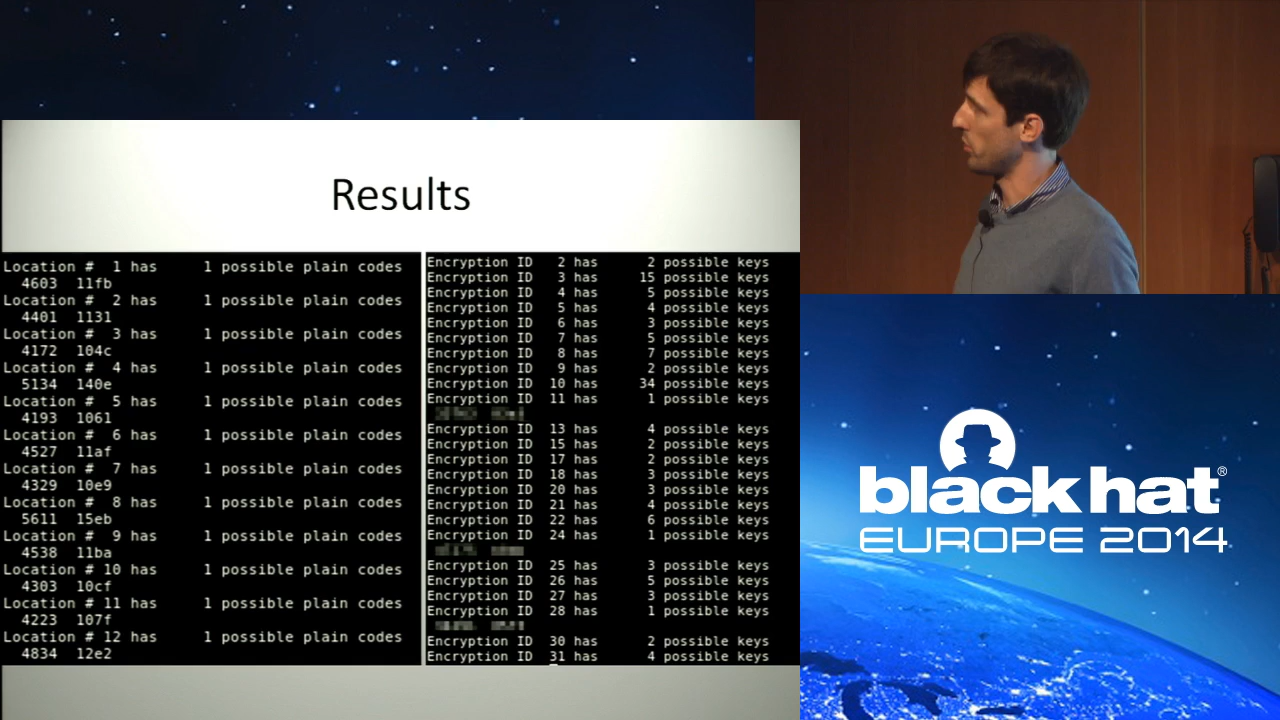 Results
Location #  1 has     1 possible plain codes
4603  11fb
Location #  2 has     1 possible plain codes
4401  1131
Location #  3 has     1 possible plain codes
4172  104c
Location #  4 has     1 possible plain codes
5134  140e
Location #  5 has     1 possible plain codes
4193  1061
Location #  6 has     1 possible plain codes
4527  11af
Location #  7 has     1 possible plain codes
4329  10e9
Location #  8 has     1 possible plain codes
5611  15eb
Location #  9 has     1 possible plain codes
4538  11ba
Location # 10 has     1 possible plain codes
4303  10cf
Location # 11 has     1 possible plain codes
4223  107f
Location # 12 has     1 possible plain codes
4834  12e2
Encryption ID   2 has     2 possible keys
Encryption ID   3 has    15 possible keys
Encryption ID   4 has     5 possible keys
Encryption ID   5 has     4 possible keys
Encryption ID   6 has     3 possible keys
Encryption ID   7 has     5 possible keys
Encryption ID   8 has     7 possible keys
Encryption ID   9 has     2 possible keys
Encryption ID  10 has    34 possible keys
Encryption ID  11 has     1 possible keys
Encryption ID  13 has     4 possible keys
Encryption ID  15 has     2 possible keys
Encryption ID  17 has     2 possible keys
Encryption ID  18 has     3 possible keys
Encryption ID  20 has     3 possible keys
Encryption ID  21 has     4 possible keys
Encryption ID  22 has     6 possible keys
Encryption ID  24 has     1 possible keys
Encryption ID  25 has     3 possible keys
Encryption ID  26 has     5 possible keys
Encryption ID  27 has     3 possible keys
Encryption ID  28 has     1 possible keys
Encryption ID  30 has     2 possible keys
Encryption ID  31 has     4 possible keys
black hat®
EUROPE 2014